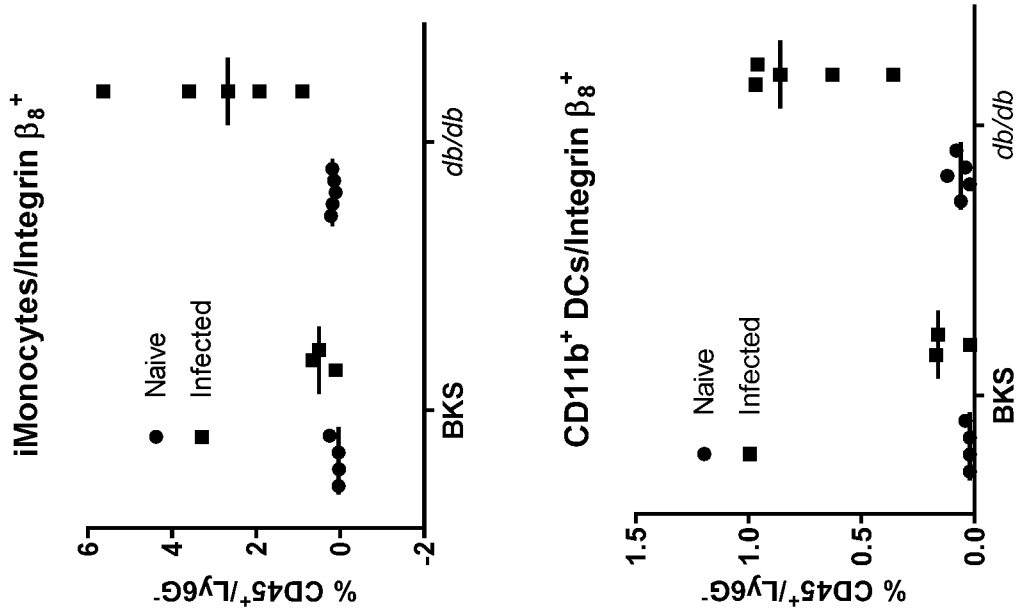 iMonocytes/Integrin β₈⁺
Naive
Infected
% CD45⁺/Ly6G⁻
6
4
2
0
-2
BKS
db/db
CD11b⁺ DCs/Integrin β₈⁺
Naive
Infected
% CD45⁺/Ly6G⁻
1.5
1.0
0.5
0.0
BKS
db/db